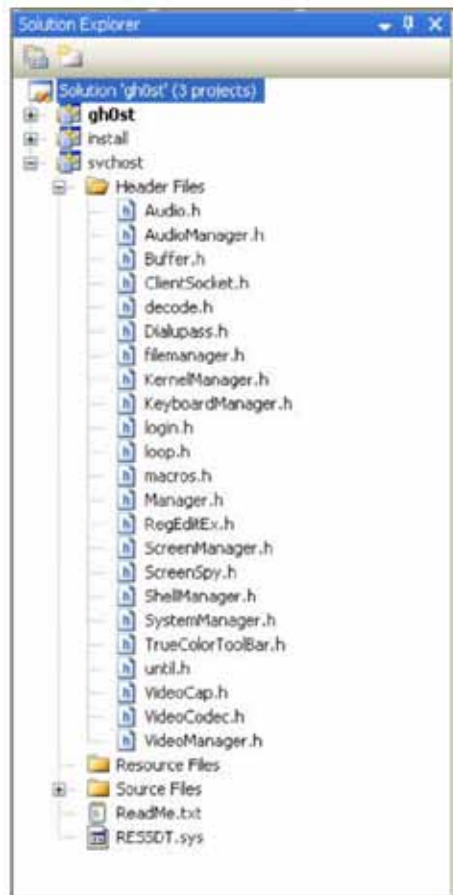 Solution Explorer
Solution 'gh0st' (3 projects)
gh0st
install
svchost
Header Files
Audio.h
AudioManager.h
Buffer.h
ClientSocket.h
decode.h
Dialupass.h
filemanager.h
KernelManager.h
KeyboardManager.h
login.h
loop.h
macros.h
Manager.h
RegEditEx.h
ScreenManager.h
ScreenSpy.h
ShellManager.h
SystemManager.h
TrueColorToolBar.h
until.h
VideoCap.h
VideoCodec.h
VideoManager.h
Resource Files
Source Files
ReadMe.txt
RESSDT.sys